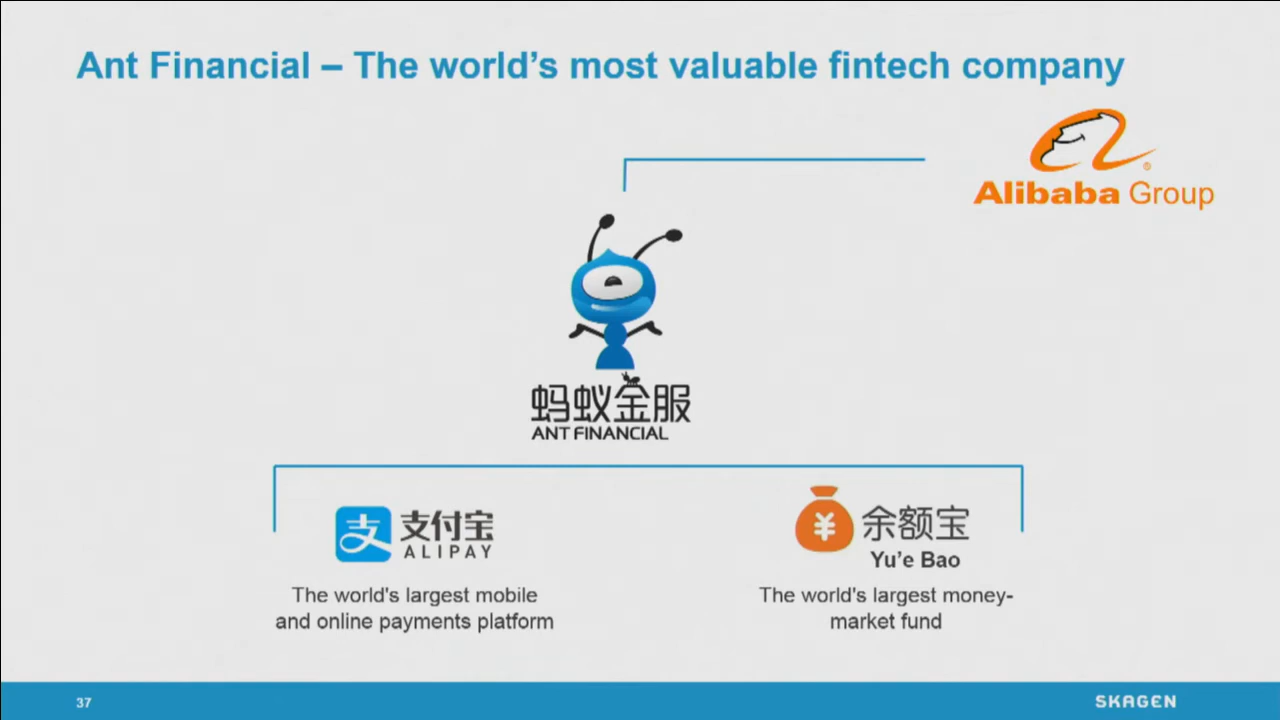 Ant Financial – The world's most valuable fintech company
Alibaba Group
蚂蚁金服
ANT FINANCIAL
支
支付宝
ALIPAY
The world's largest mobile
and online payments platform
¥
余额宝
Yu'e Bao
The world's largest money-
market fund
37
SKAGEN